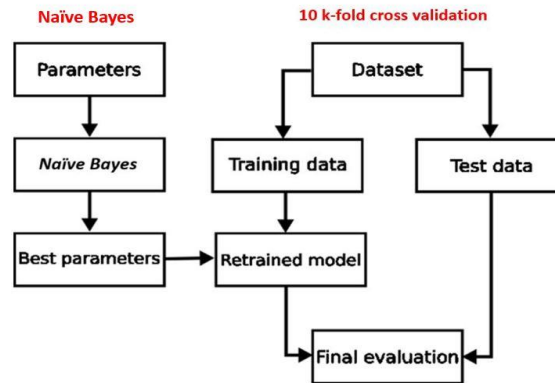 Naïve Bayes
10 k-fold cross validation
Parameters
Dataset
Naïve Bayes
Training data
Test data
Best parameters
Retrained model
Final evaluation